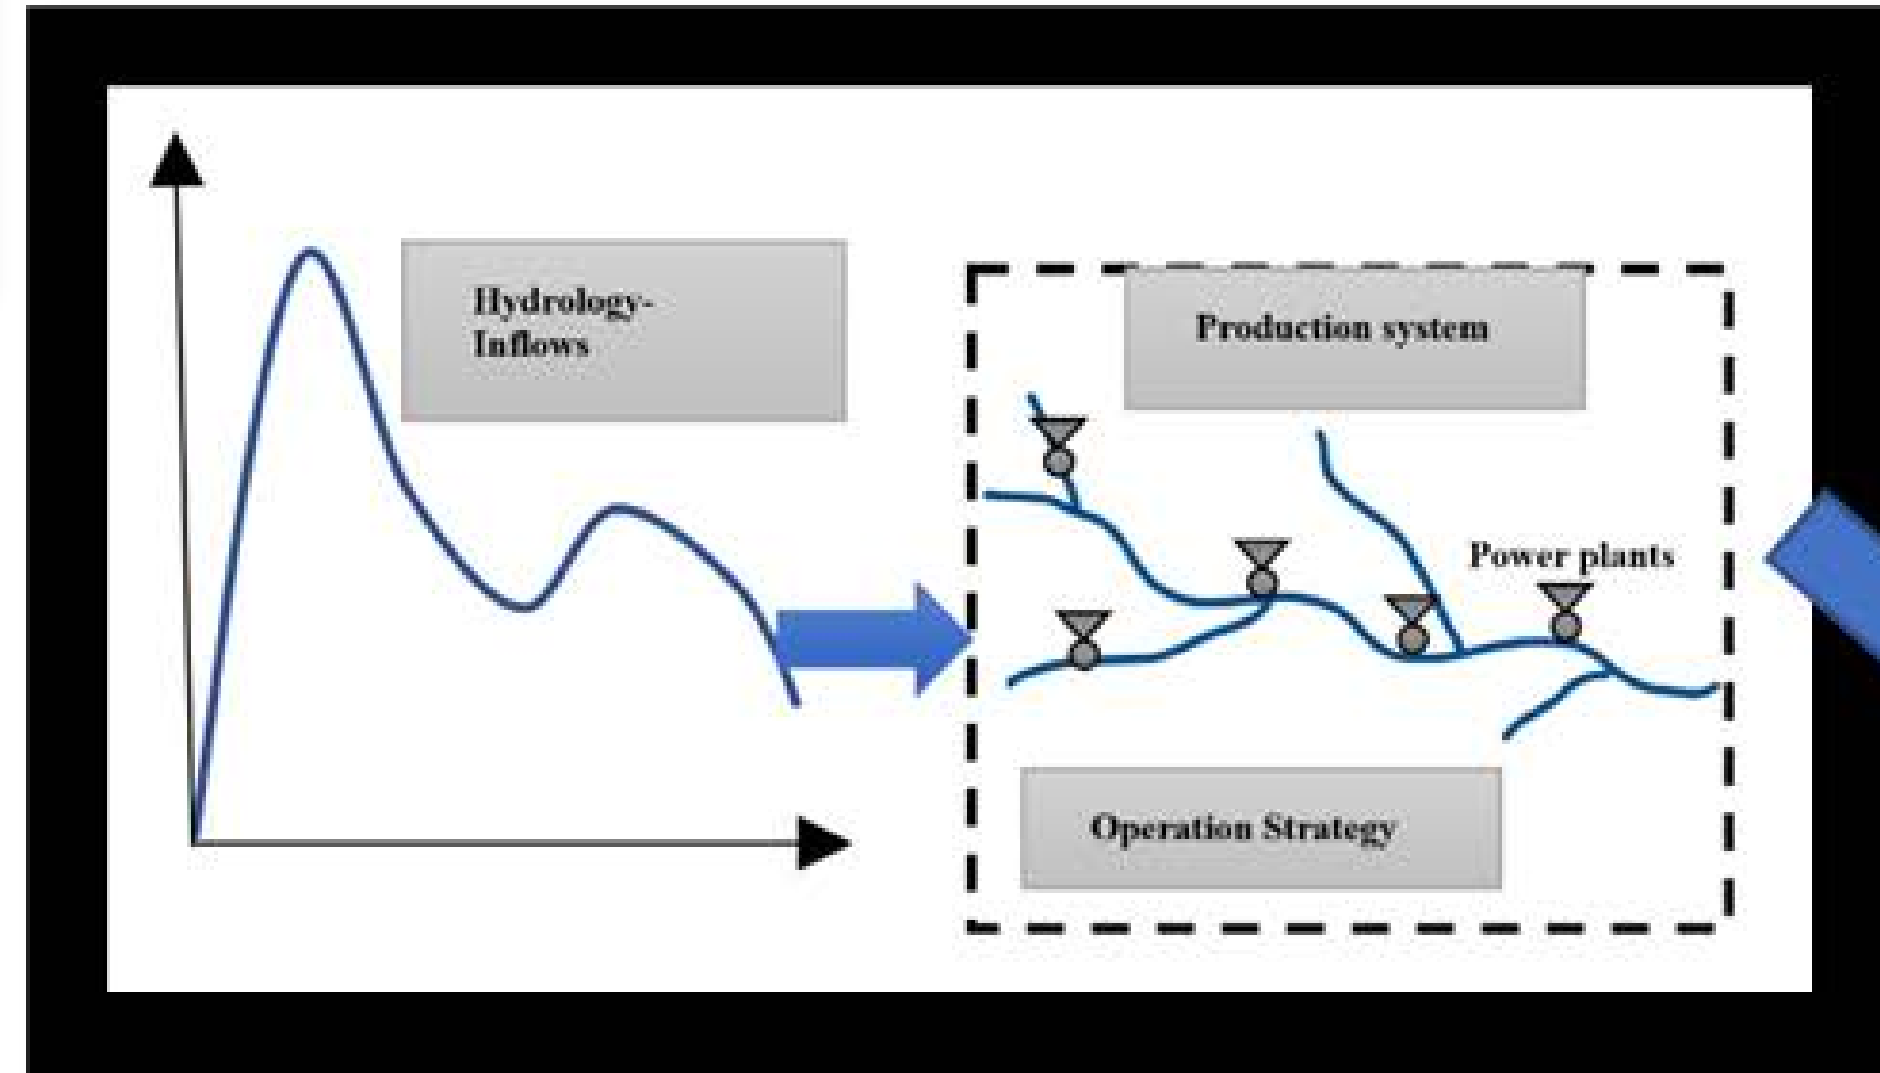 Hydrology-
Inflows
Production system
Power plants
Operation Strategy